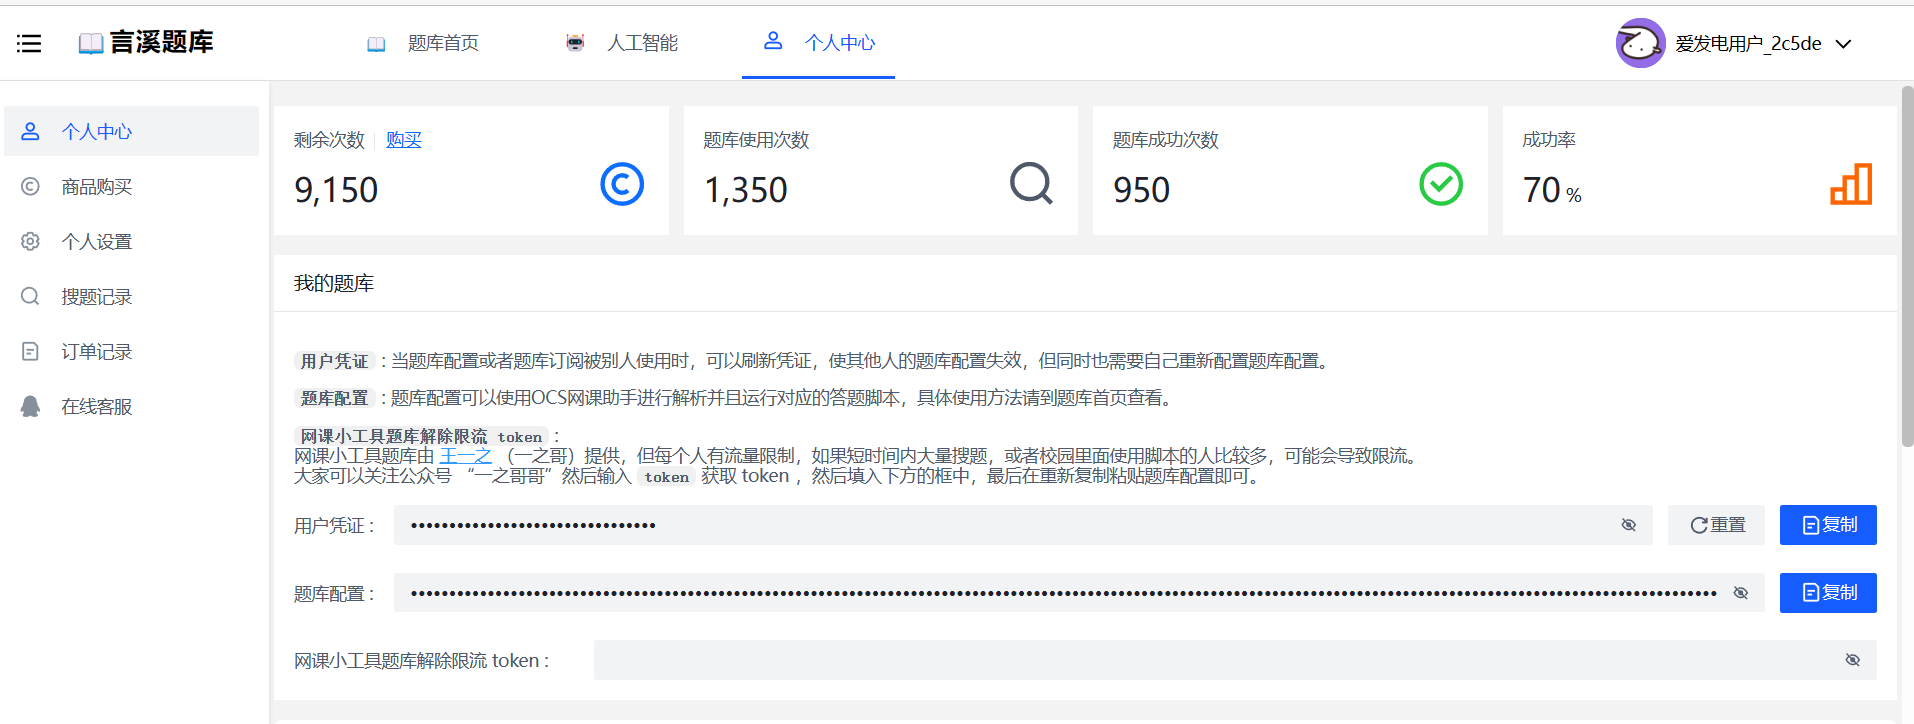 言溪题库
题库首页
人工智能
个人中心
爱发电用户_2c5de
个人中心
商品购买
个人设置
搜题记录
订单记录
在线客服
剩余次数 购买
9,150
题库使用次数
1,350
题库成功次数
950
成功率
70 %
我的题库
用户凭证 : 当题库配置或者题库订阅被别人使用时，可以刷新凭证，使其他人的题库配置失效，但同时也需要自己重新配置题库配置。
题库配置 : 题库配置可以使用OCS网课助手进行解析并且运行对应的答题脚本，具体使用方法请到题库首页查看。
网课小工具题库解除限流 token :
网课小工具题库由 王一之 （一之哥）提供，但每个人有流量限制，如果短时间内大量搜题，或者校园里面使用脚本的人比较多，可能会导致限流。
大家可以关注公众号 “一之哥哥” 然后输入 token 获取 token ，然后填入下方的框中，最后在重新复制粘贴题库配置即可。
用户凭证 :
重置
复制
题库配置 :
复制
网课小工具题库解除限流 token :